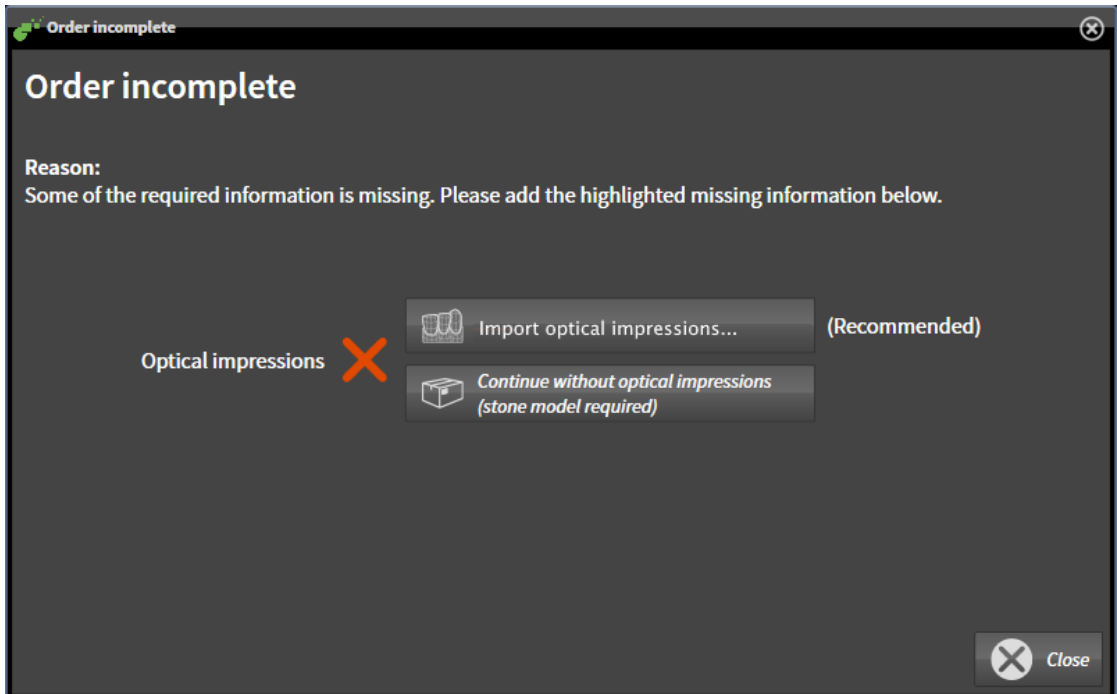 Order incomplete
Order incomplete
Reason:
Some of the required information is missing. Please add the highlighted missing information below.
Import optical impressions...
(Recommended)
Optical impressions
Continue without optical impressions
(stone model required)
Close